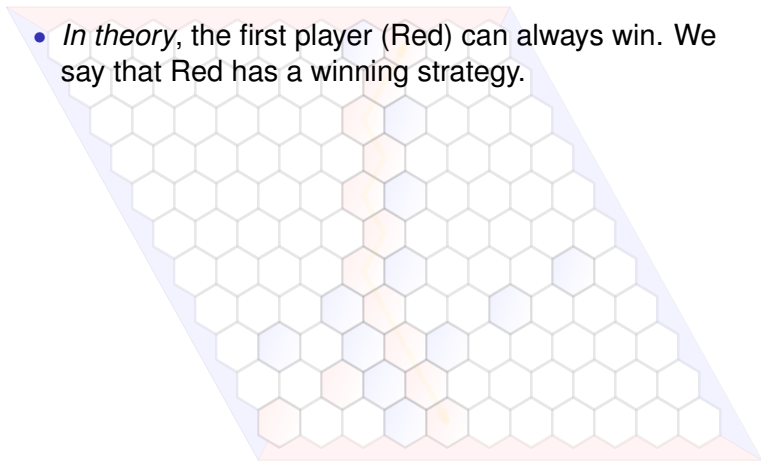 • In theory, the first player (Red) can always win. We
say that Red has a winning strategy.